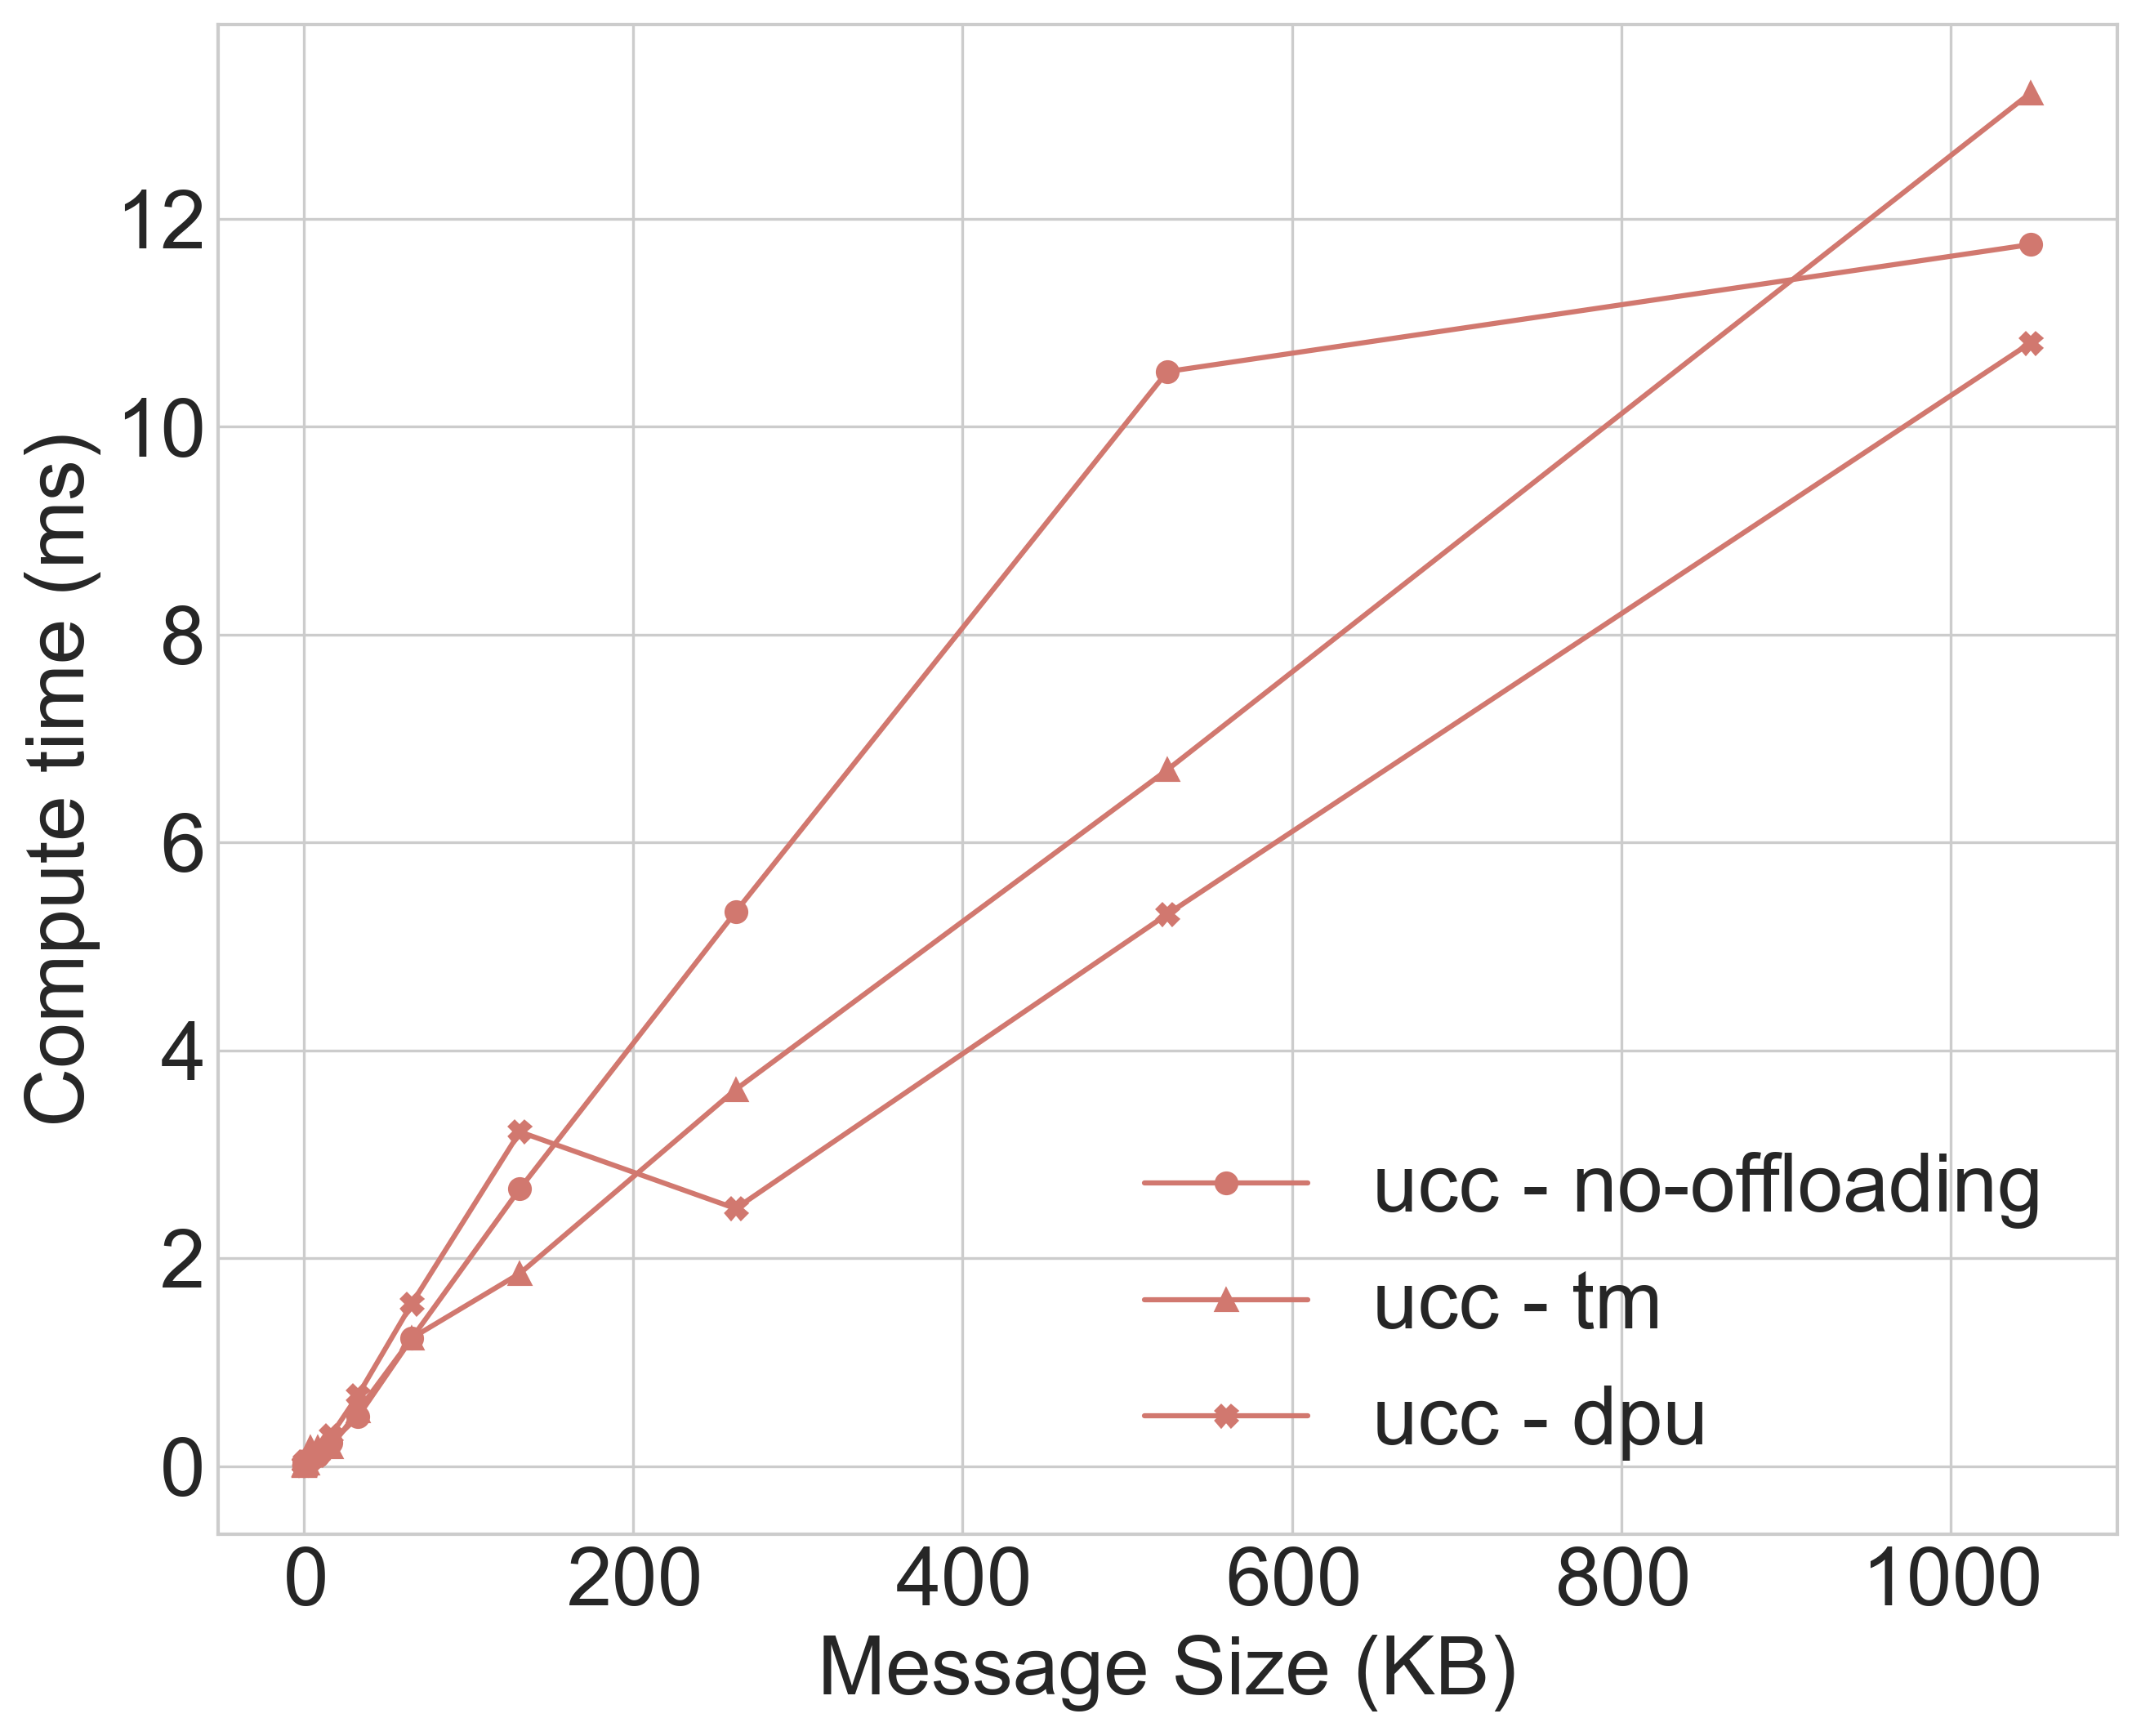 Compute time (ms)
12
10
8
6
4
2
0
ucc - no-offloading
ucc - tm
ucc - dpu
0 200 400 600 800 1000
Message Size (KB)